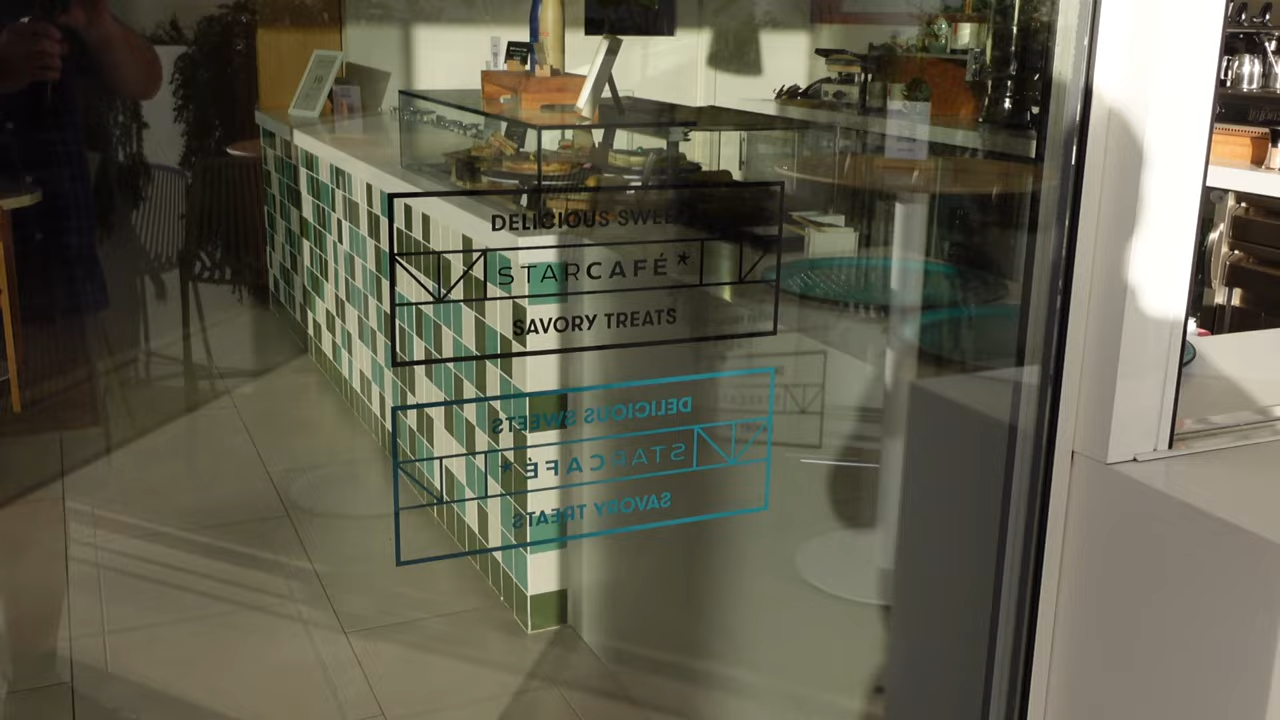 DELICIOUS SWEE
STARCAFÉ*
SAVORY TREATS
DELICIOUS SWEETS
STARCAFÉ*
SAVORY TREATS